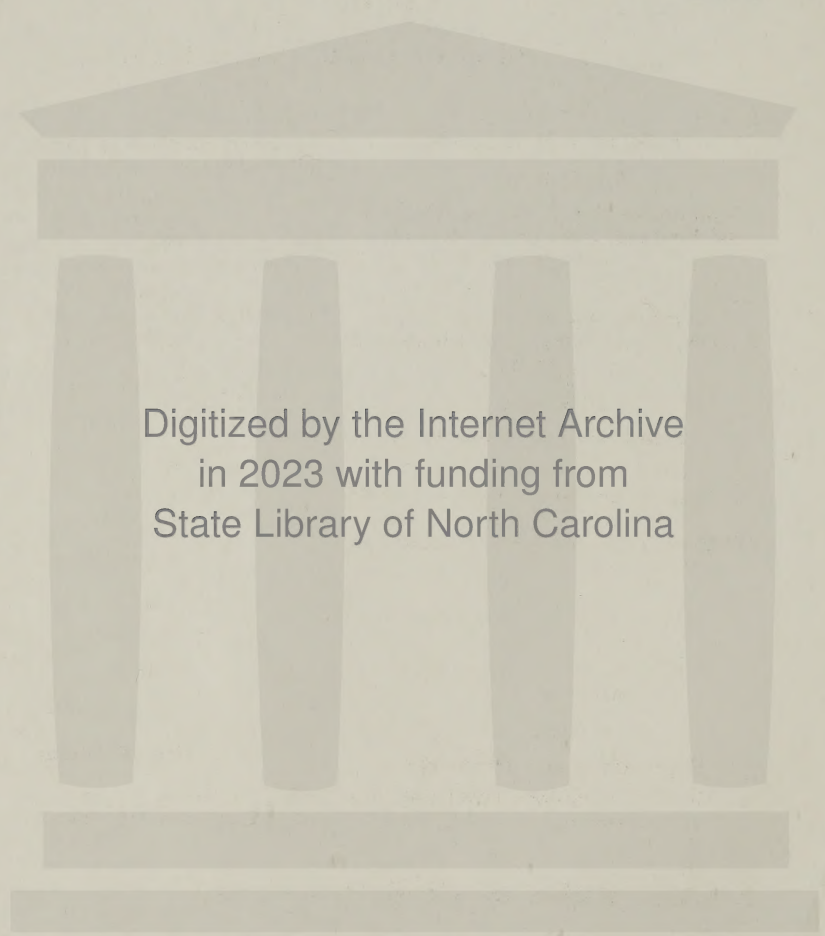 Digitized by the Internet Archive
in 2023 with funding from
State Library of North Carolina